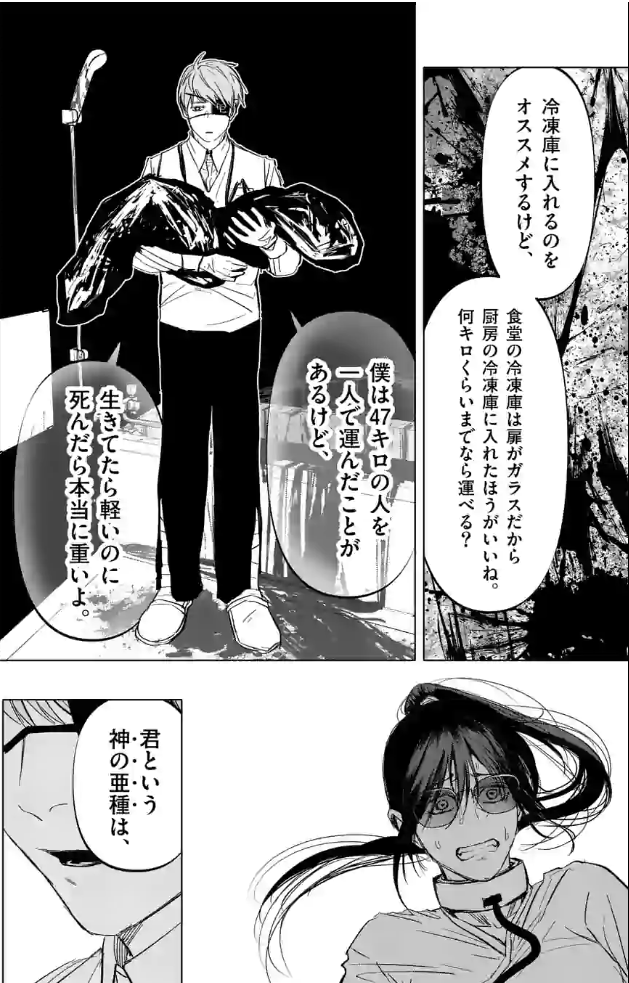 冷凍庫に入れるのを
オススメするけど、
食堂の冷凍庫は扉がガラスだから
厨房の冷凍庫に入れたほうがいいね。
何キロくらいまでなら運べる？
僕は47キロの人を
一人で運んだことが
あるけど、
生きてたら軽いのに
死んだら本当に重いよ。
君という
神の亜種は、